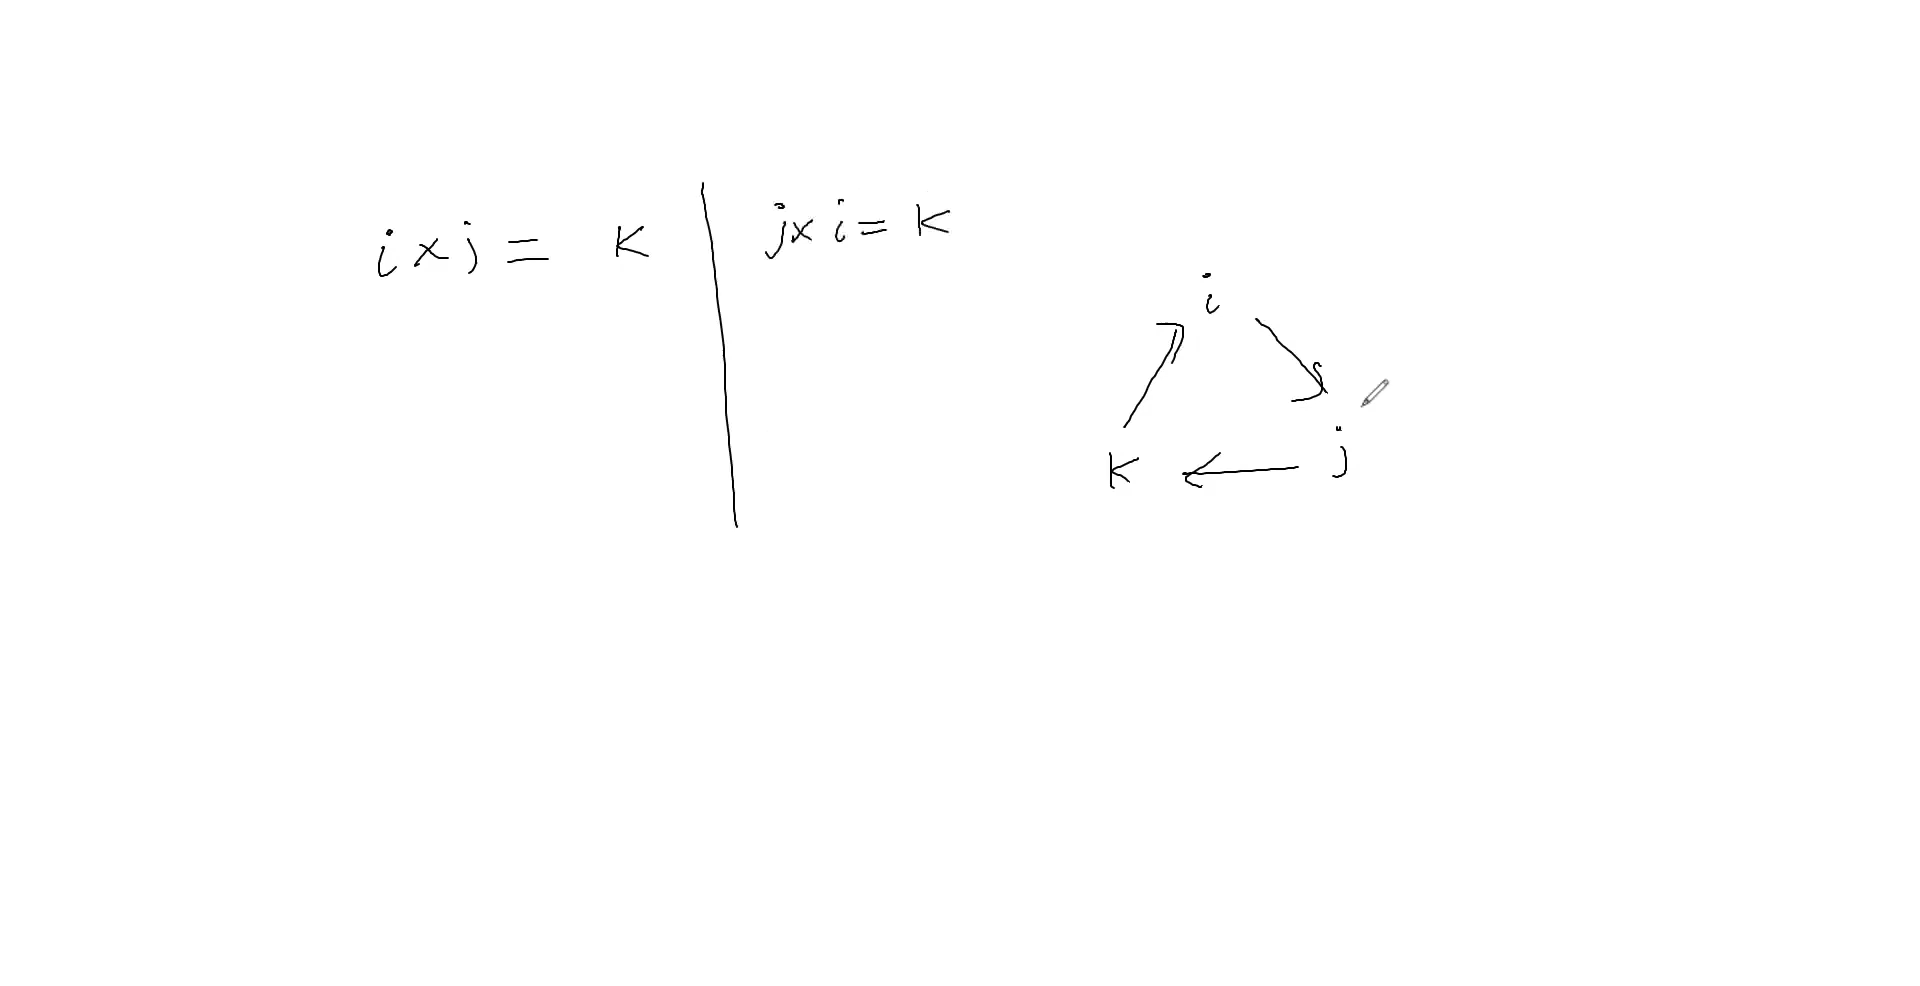 i x j = K
j x i = K
i
K
j